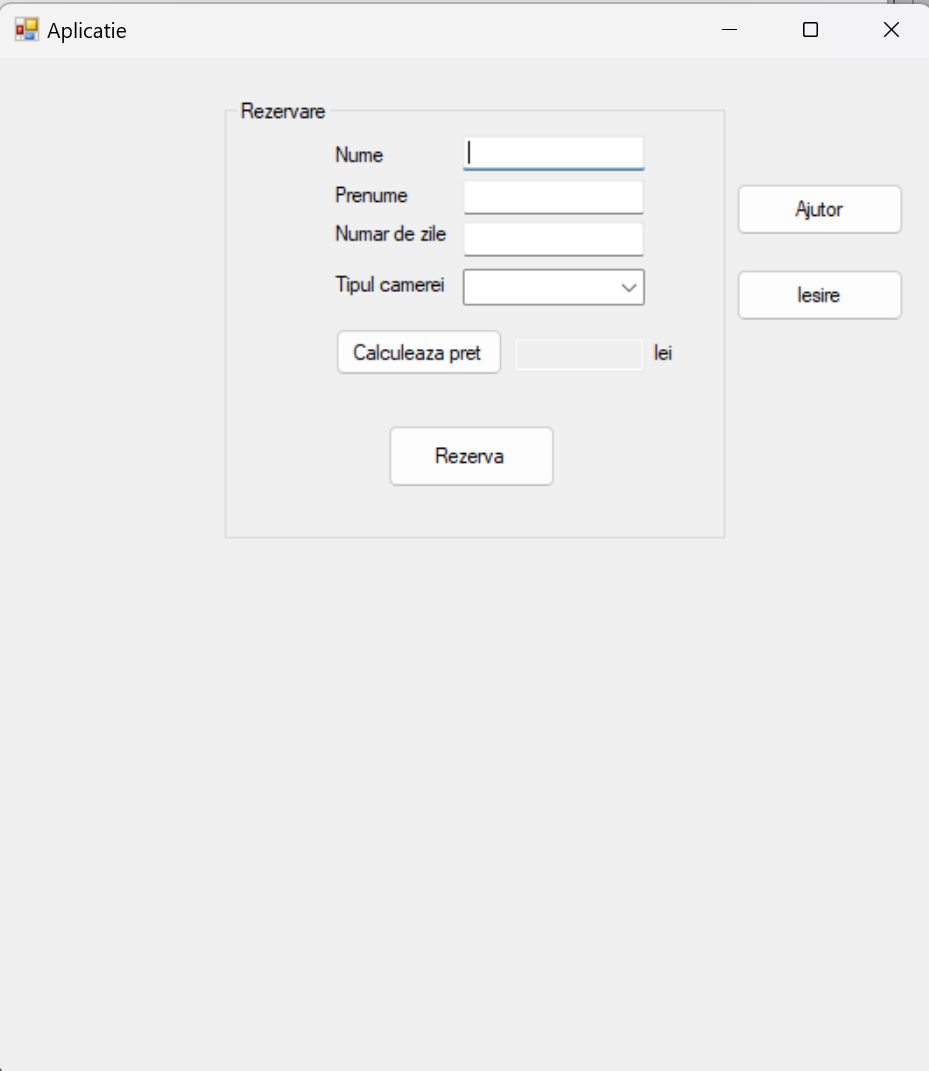 Aplicatie
Rezervare
Nume
Prenume
Numar de zile
Tipul camerei
Calculeaza pret lei
Rezerva
Ajutor
Iesire